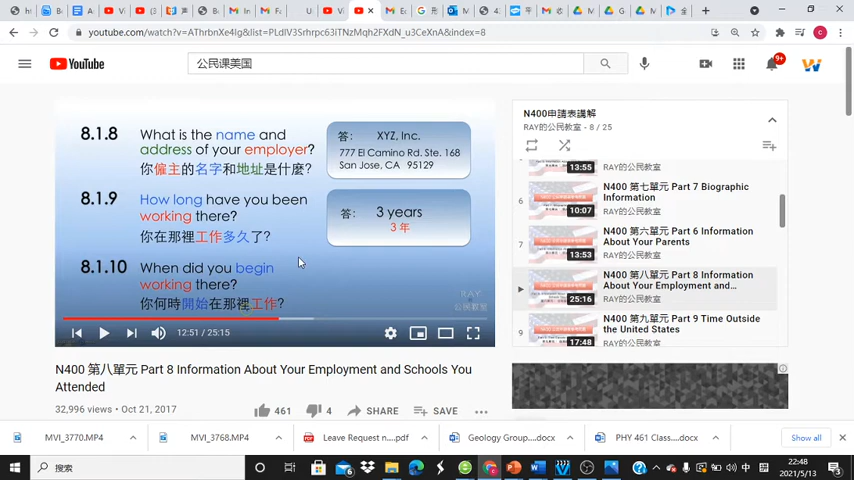 youtube.com/watch?v=AThrbnXe4Ig&list=PLdlV3Srhrpc63iTNzMqh2FXdN_u3CeXnA&index=8
YouTube
公民课美国
9+
8.1.8 What is the name and
address of your employer?
你僱主的名字和地址是什麼?
答: XYZ, Inc.
777 El Camino Rd. Ste. 168
San Jose, CA 95129
8.1.9 How long have you been
working there?
你在那裡工作多久了?
答: 3 years
3 年
8.1.10 When did you begin
working there?
你何時開始在那裡工作?
RAY
公民教室
12:51 / 25:15
N400 第八單元 Part 8 Information About Your Employment and Schools You
Attended
32,996 views • Oct 21, 2017
461
4
SHARE
SAVE
N400申請表講解
RAY的公民教室 - 8 / 25
13:55
RAY的公民教室
6
N400 第七單元 Part 7 Biographic
Information
10:07
RAY的公民教室
7
N400 第六單元 Part 6 Information
About Your Parents
13:53
RAY的公民教室
N400 第八單元 Part 8 Information
About Your Employment and...
25:16
RAY的公民教室
9
N400 第九單元 Part 9 Time Outside
the United States
17:48
RAY的公民教室
MVI_3770.MP4
MVI_3768.MP4
Leave Request n....pdf
Geology Group....docx
PHY 461 Class....docx
Show all
搜索
中
22:48
2021/5/13